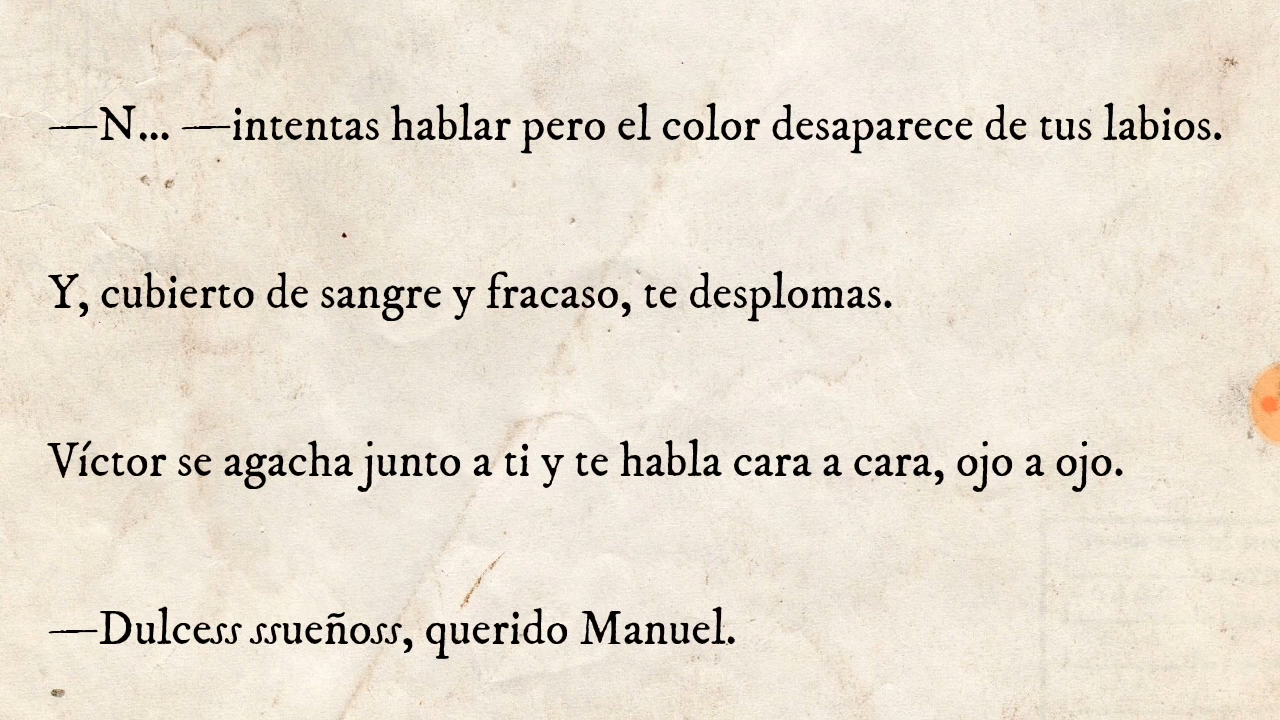 —N... —intentas hablar pero el color desaparece de tus labios.
Y, cubierto de sangre y fracaso, te desplomas.
Víctor se agacha junto a ti y te habla cara a cara, ojo a ojo.
—Dulcess ssueñoss, querido Manuel.